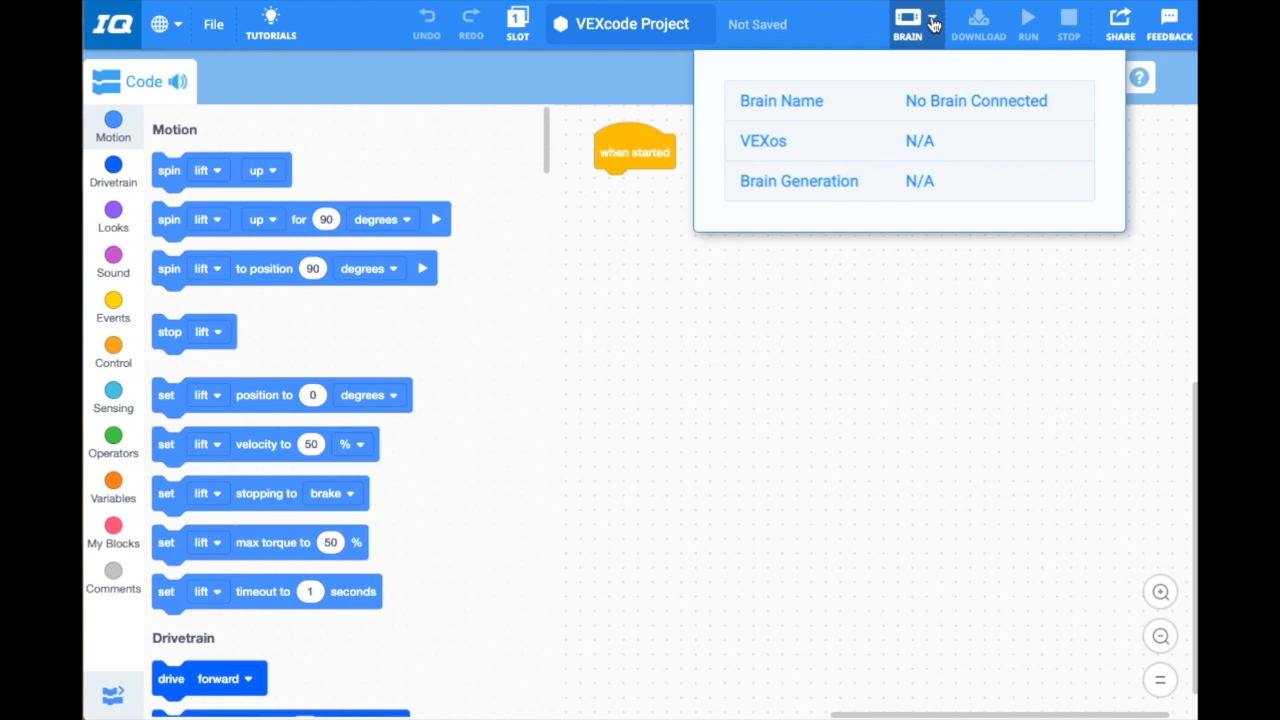 IQ File TUTORIALS UNDO REDO 1 SLOT VEXcode Project Not Saved BRAIN DOWNLOAD RUN STOP SHARE FEEDBACK
Code ?
Brain Name No Brain Connected
VEXos N/A
Brain Generation N/A
Motion
Drivetrain
Looks
Sound
Events
Control
Sensing
Operators
Variables
My Blocks
Comments
Motion
spin lift up
spin lift up for 90 degrees
spin lift to position 90 degrees
stop lift
set lift position to 0 degrees
set lift velocity to 50 %
set lift stopping to brake
set lift max torque to 50 %
set lift timeout to 1 seconds
Drivetrain
drive forward
when started